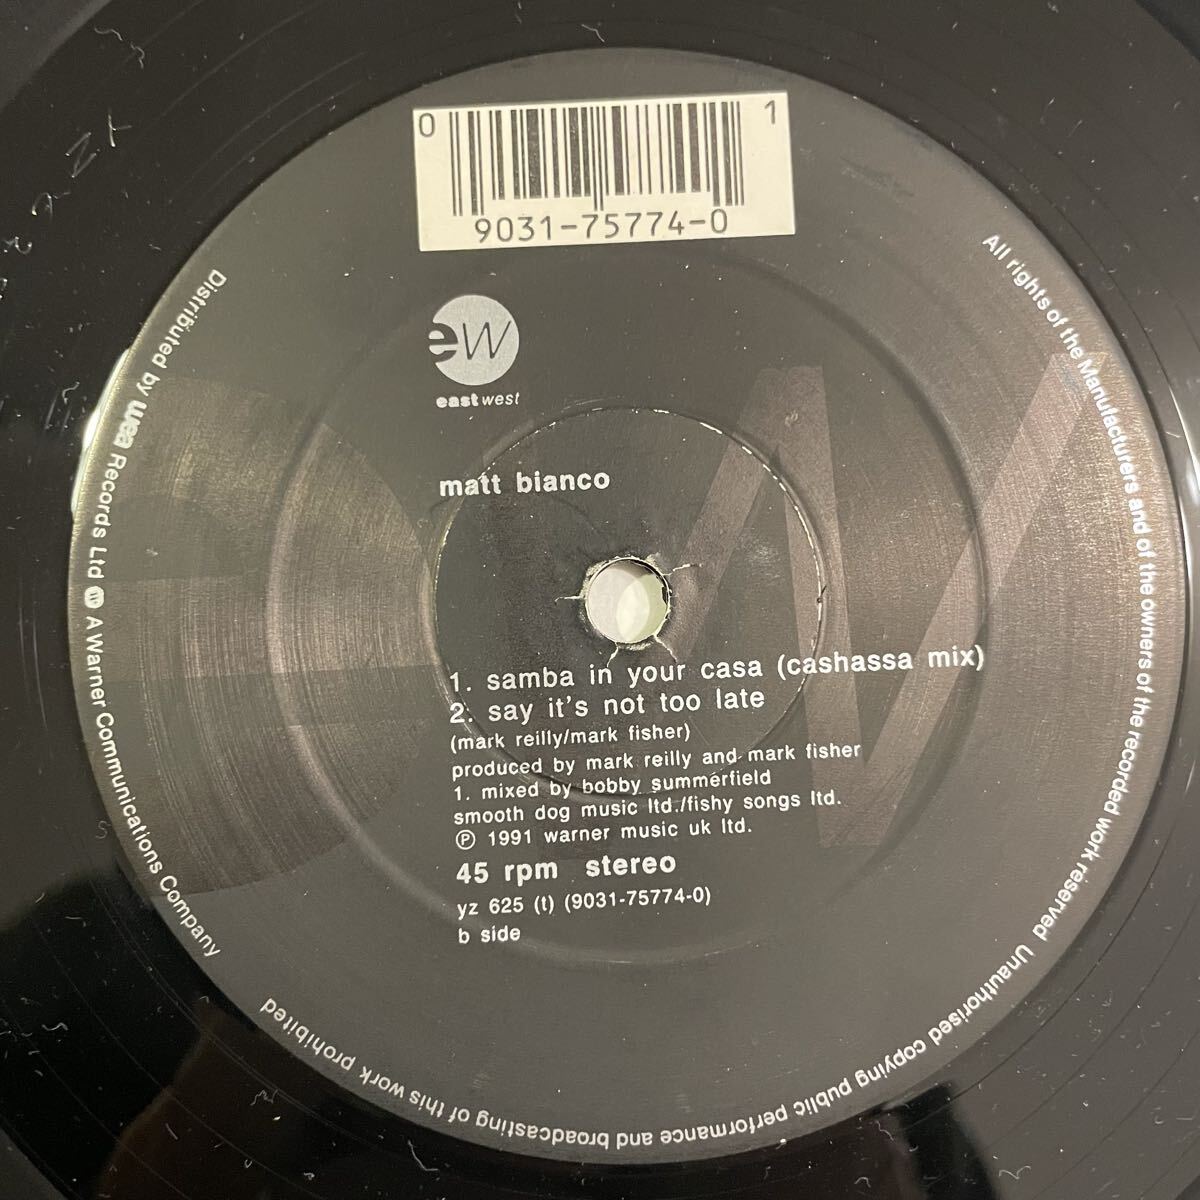 0 1
9031-75774-0
ew
eastwest
matt bianco
1. samba in your casa (cashassa mix)
2. say it's not too late
(mark reilly/mark fisher)
produced by mark reilly and mark fisher
1. mixed by bobby summerfield
smooth dog music ltd./fishy songs ltd.
℗ 1991 warner music uk ltd.
45 rpm stereo
yz 625 (t) (9031-75774-0)
b side
Distributed by wea Records Ltd A Warner Communications Company
All rights of the Manufacturers and of the owners of the recorded work reserved Unauthorised copying public performance and broadcasting of this work prohibited